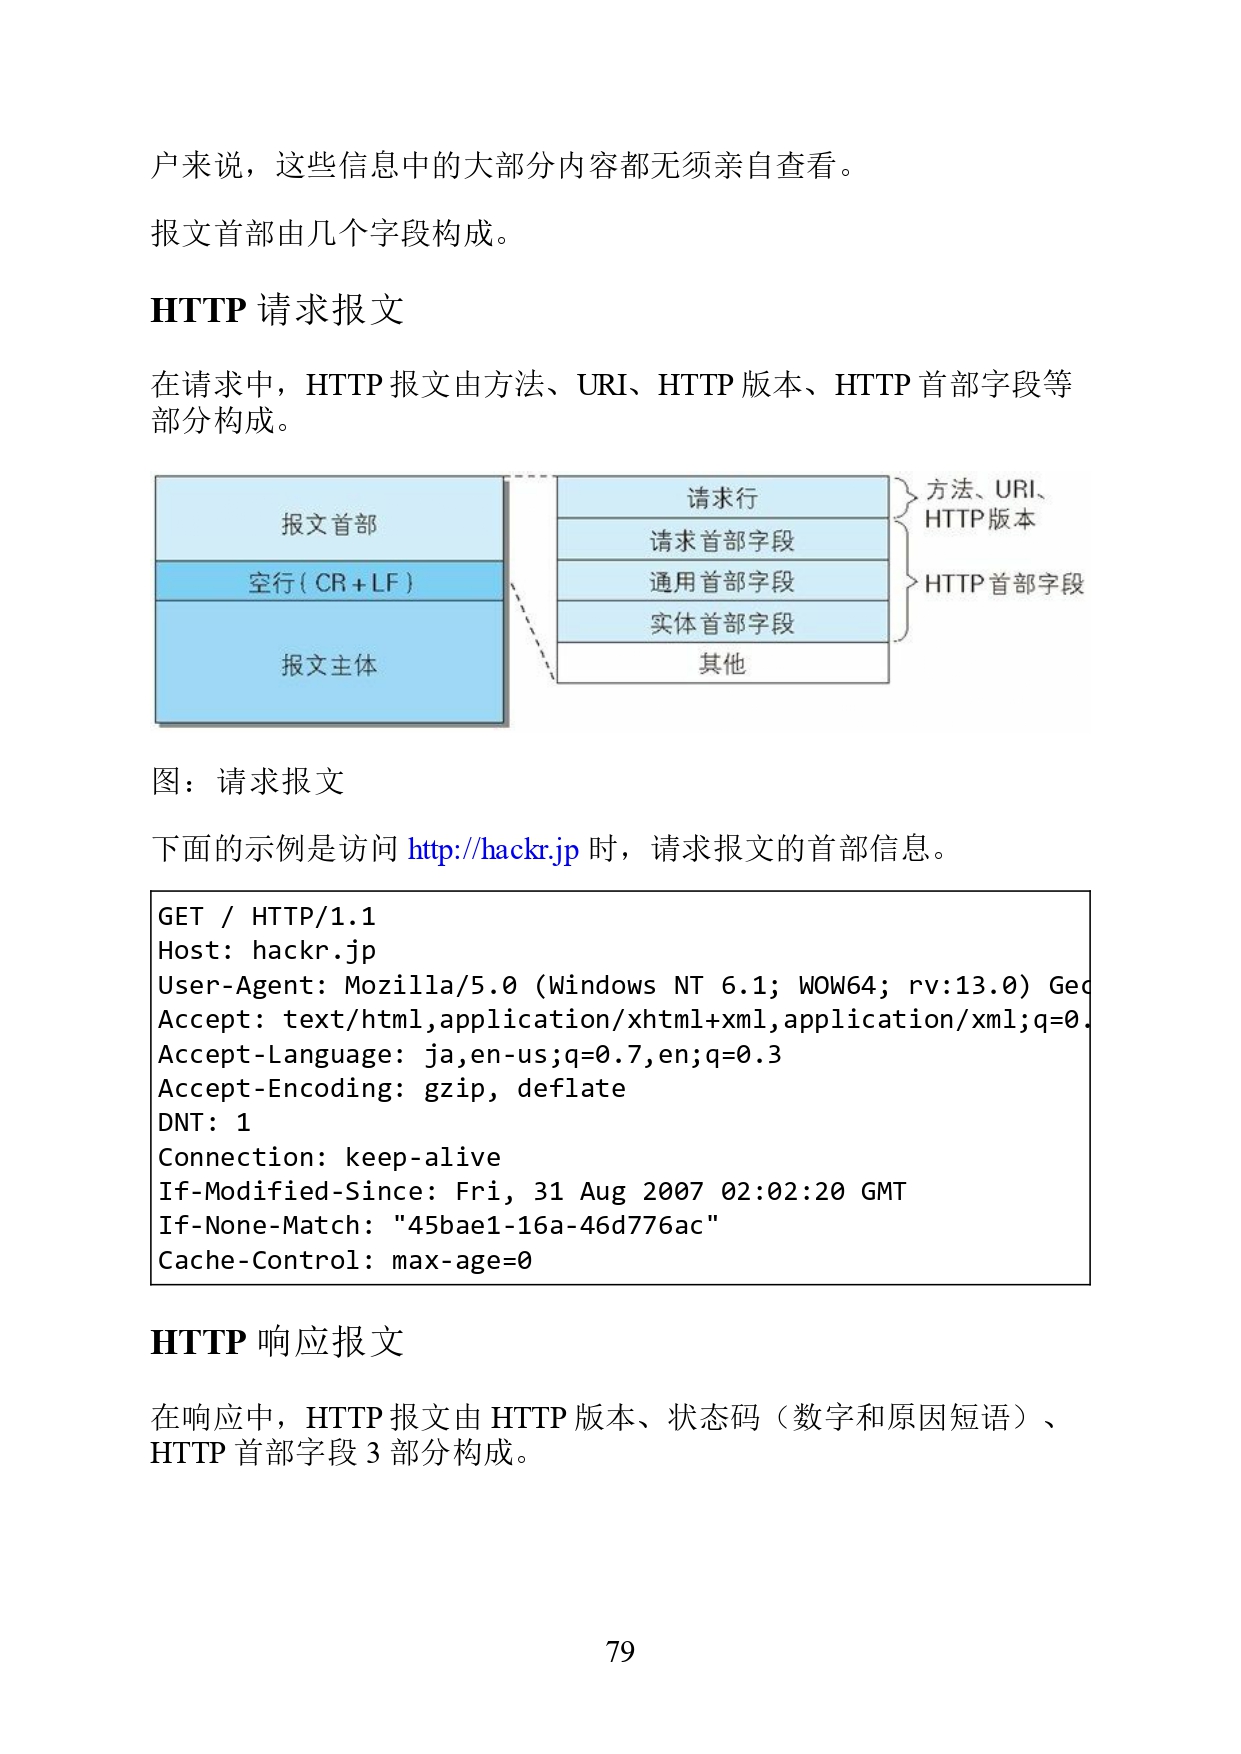 户来说，这些信息中的大部分内容都无须亲自查看。
报文首部由几个字段构成。
HTTP 请求报文
在请求中，HTTP 报文由方法、URI、HTTP 版本、HTTP 首部字段等
部分构成。
报文首部
空行(CR+LF)
报文主体
请求行
请求首部字段
通用首部字段
实体首部字段
其他
方法、URI、
HTTP版本
HTTP首部字段
图：请求报文
下面的示例是访问 http://hackr.jp 时，请求报文的首部信息。
GET / HTTP/1.1
Host: hackr.jp
User-Agent: Mozilla/5.0 (Windows NT 6.1; WOW64; rv:13.0) Gec
Accept: text/html,application/xhtml+xml,application/xml;q=0.
Accept-Language: ja,en-us;q=0.7,en;q=0.3
Accept-Encoding: gzip, deflate
DNT: 1
Connection: keep-alive
If-Modified-Since: Fri, 31 Aug 2007 02:02:20 GMT
If-None-Match: "45bae1-16a-46d776ac"
Cache-Control: max-age=0
HTTP 响应报文
在响应中，HTTP 报文由 HTTP 版本、状态码（数字和原因短语）、
HTTP 首部字段 3 部分构成。
79